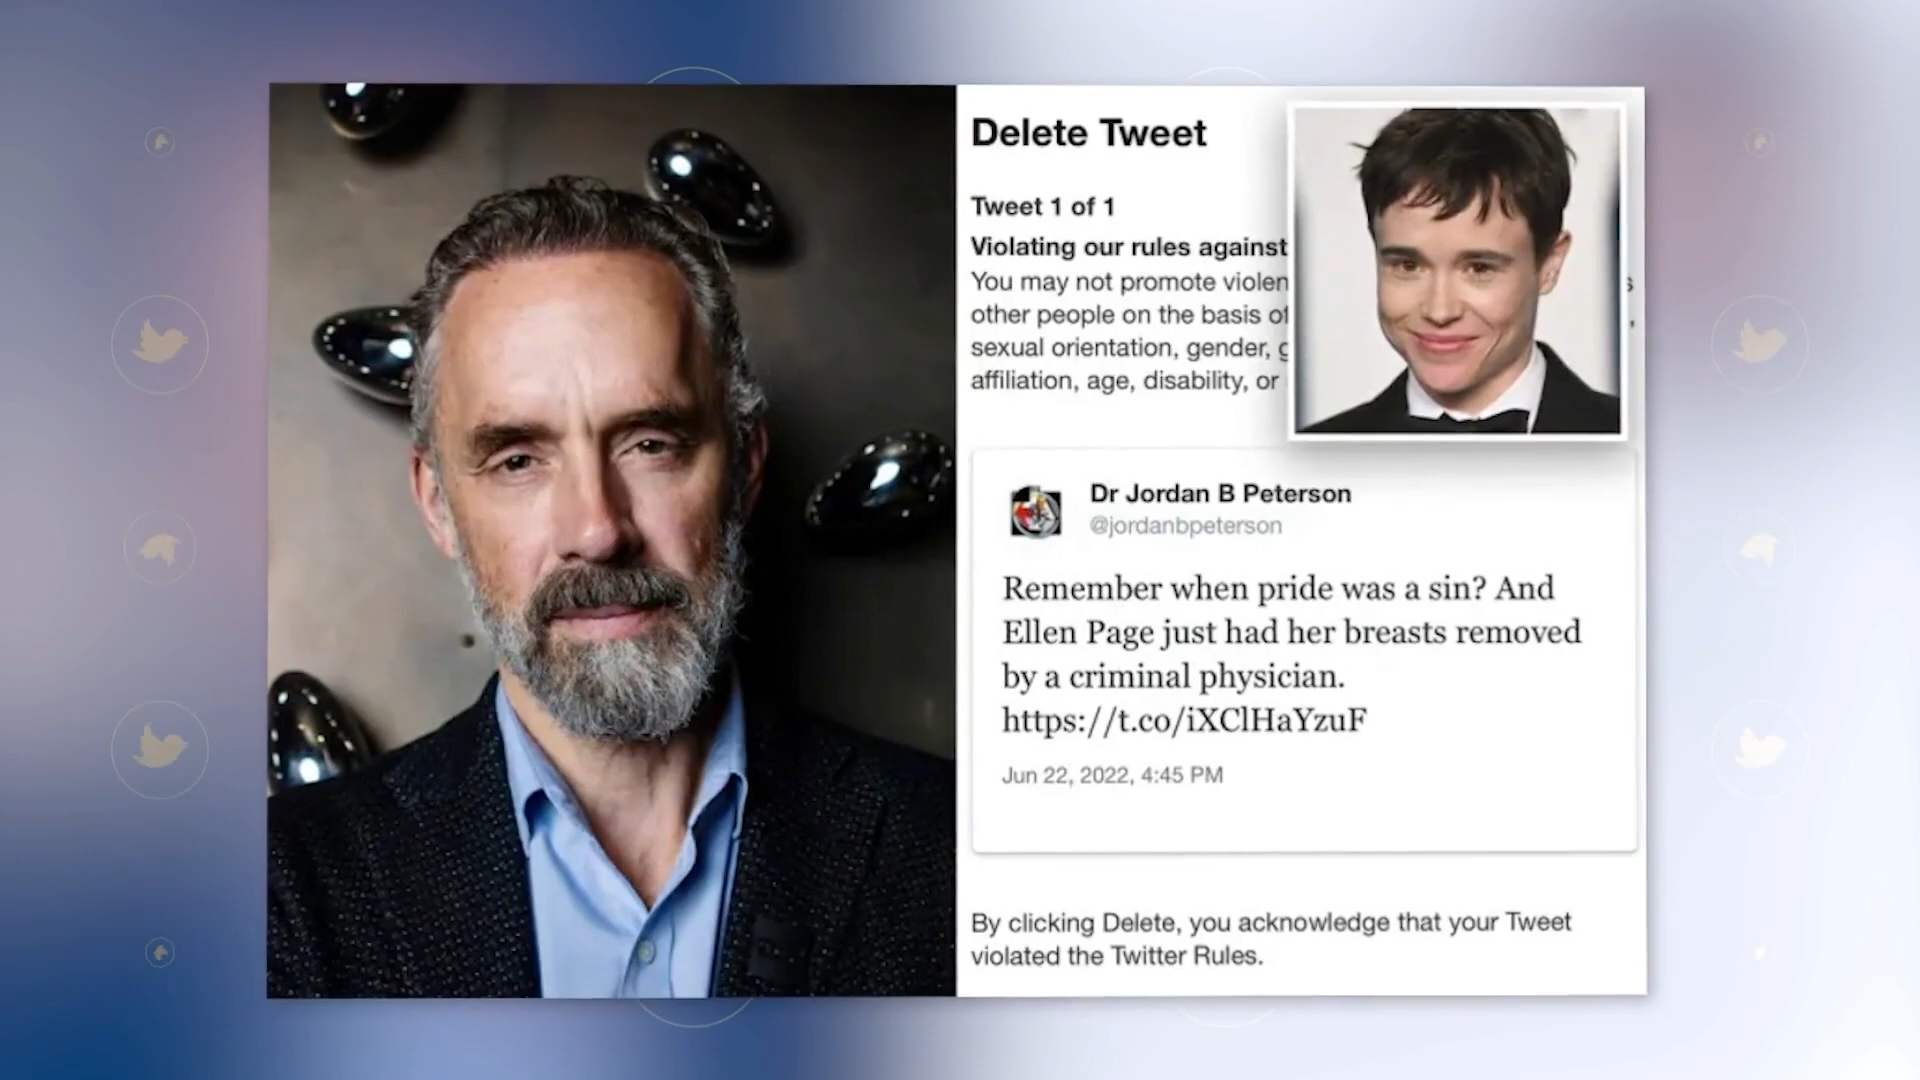 Delete Tweet
Tweet 1 of 1
Violating our rules against
You may not promote violen
other people on the basis of
sexual orientation, gender, g
affiliation, age, disability, or
Dr Jordan B Peterson
@jordanbpeterson
Remember when pride was a sin? And
Ellen Page just had her breasts removed
by a criminal physician.
https://t.co/iXClHaYzuF
Jun 22, 2022, 4:45 PM
By clicking Delete, you acknowledge that your Tweet
violated the Twitter Rules.